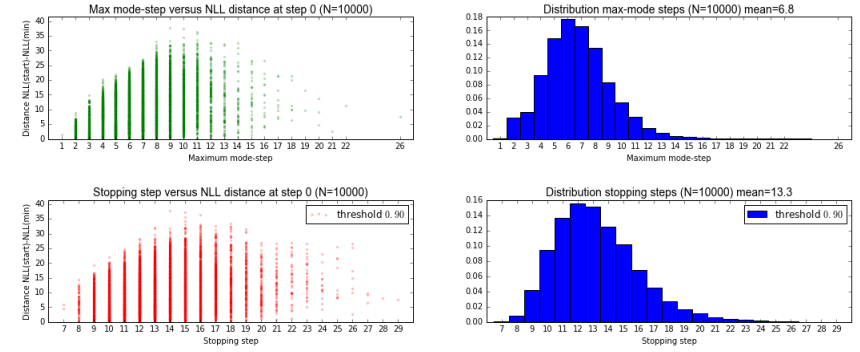 Max mode-step versus NLL distance at step 0 (N=10000)
Distance NLL(start)-NLL(min)
35
30
25
20
15
10
5
0
1 2 3 4 5 6 7 8 9 10 11 12 13 14 15 16 17 18 19 20 21 22 26
Maximum mode-step
Distribution max-mode steps (N=10000) mean=6.8
0.18
0.16
0.14
0.12
0.10
0.08
0.06
0.04
0.02
0.00
1 2 3 4 5 6 7 8 9 10 11 12 13 14 15 16 17 18 19 20 21 22 26
Maximum mode-step
Stopping step versus NLL distance at step 0 (N=10000)
Distance NLL(start)-NLL(min)
40
35
30
25
20
15
10
5
0
threshold 0.90
7 8 9 10 11 12 13 14 15 16 17 18 19 20 21 22 23 24 25 26 27 28 29
Stopping step
Distribution stopping steps (N=10000) mean=13.3
0.16
0.14
0.12
0.10
0.08
0.06
0.04
0.02
0.00
threshold 0.90
7 8 9 10 11 12 13 14 15 16 17 18 19 20 21 22 23 24 25 26 27 28 29
Stopping step